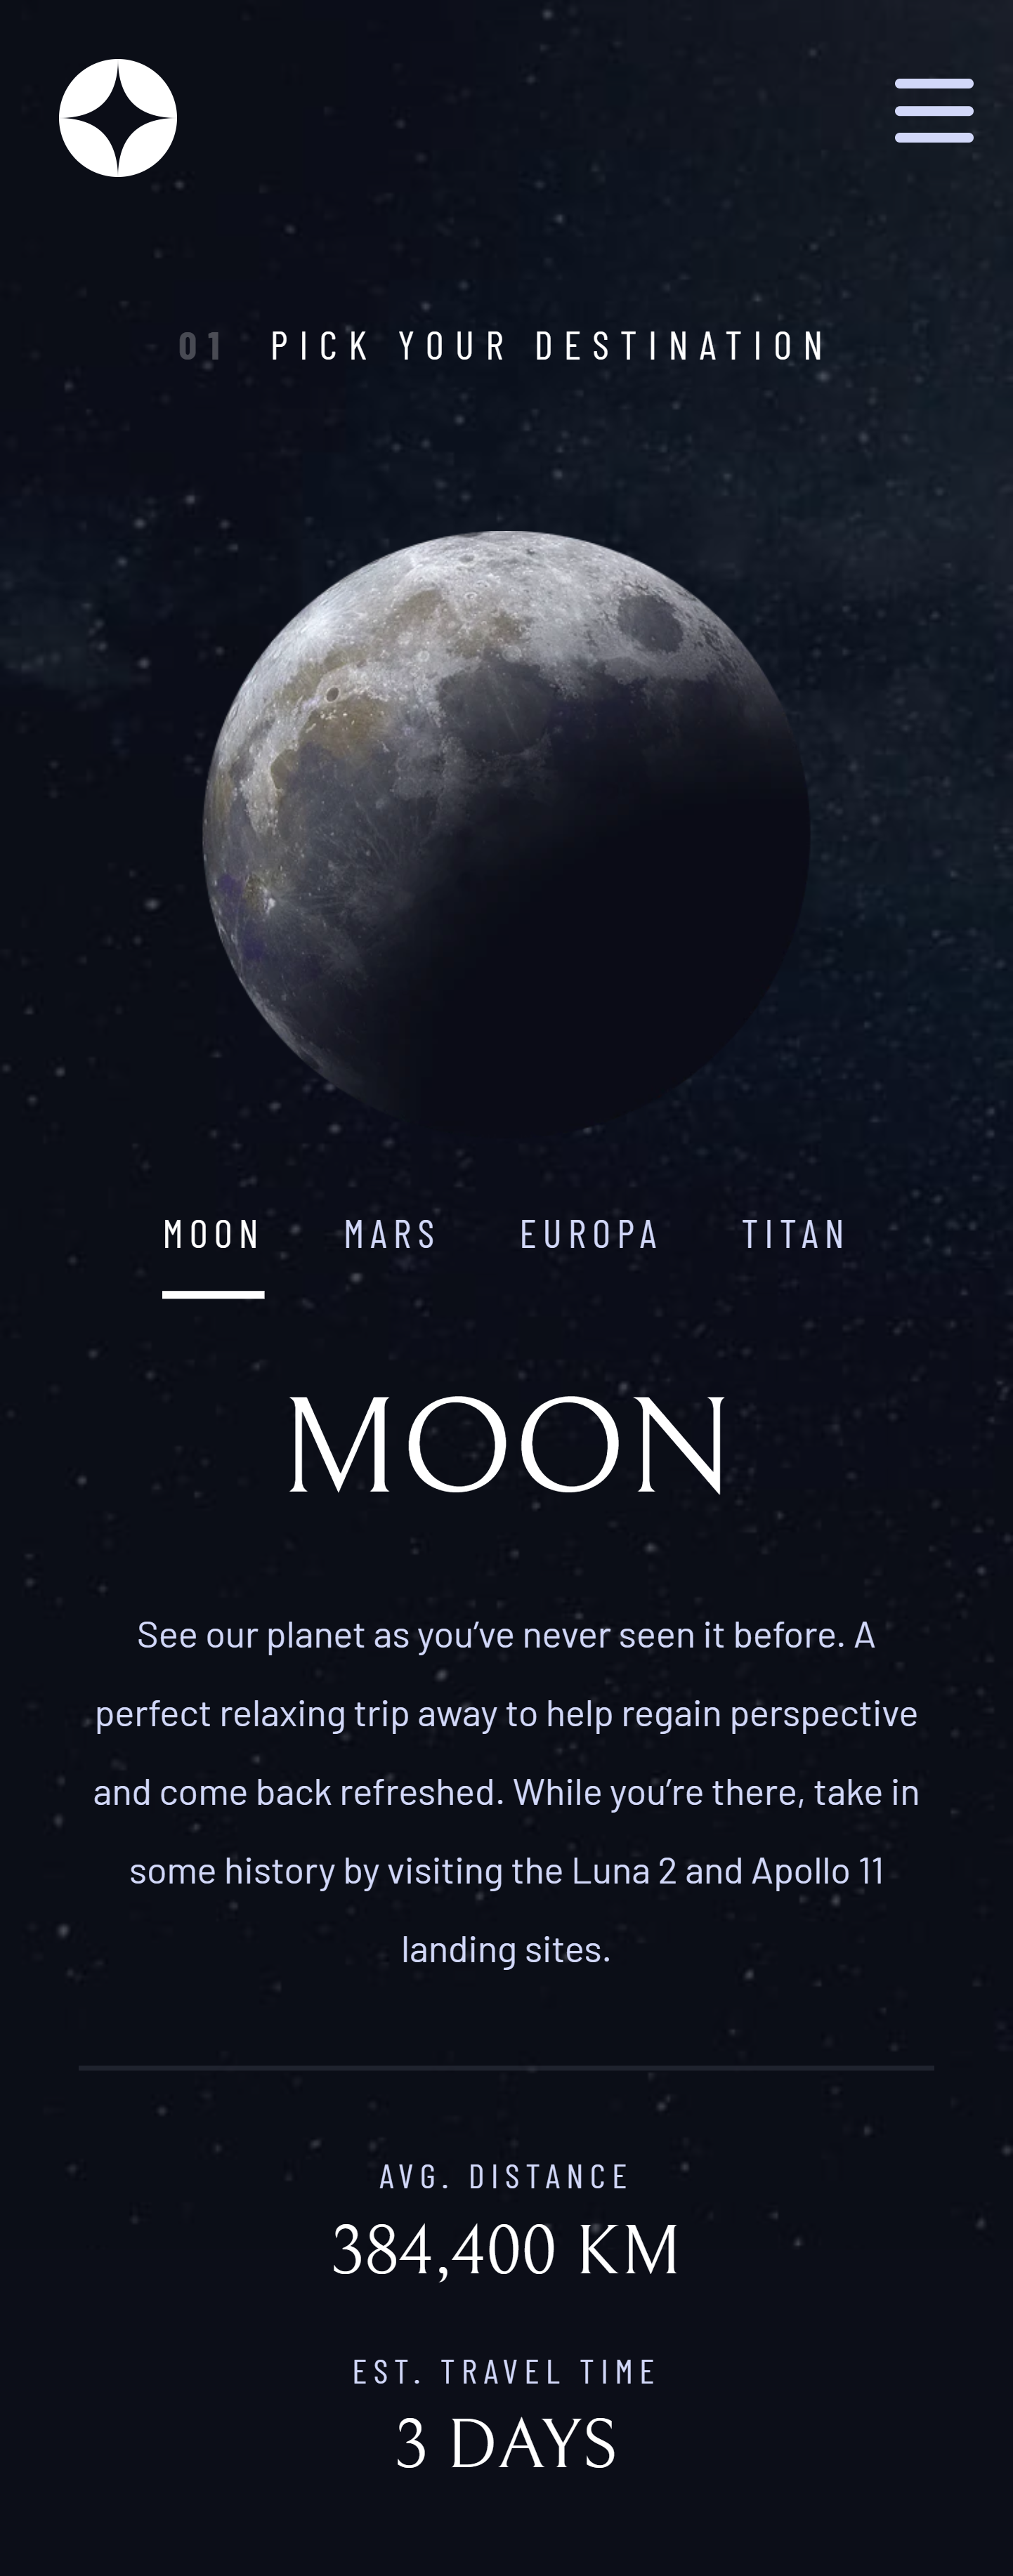 01 PICK YOUR DESTINATION
MOON MARS EUROPA TITAN
MOON
See our planet as you’ve never seen it before. A
perfect relaxing trip away to help regain perspective
and come back refreshed. While you’re there, take in
some history by visiting the Luna 2 and Apollo 11
landing sites.
AVG. DISTANCE
384,400 KM
EST. TRAVEL TIME
3 DAYS